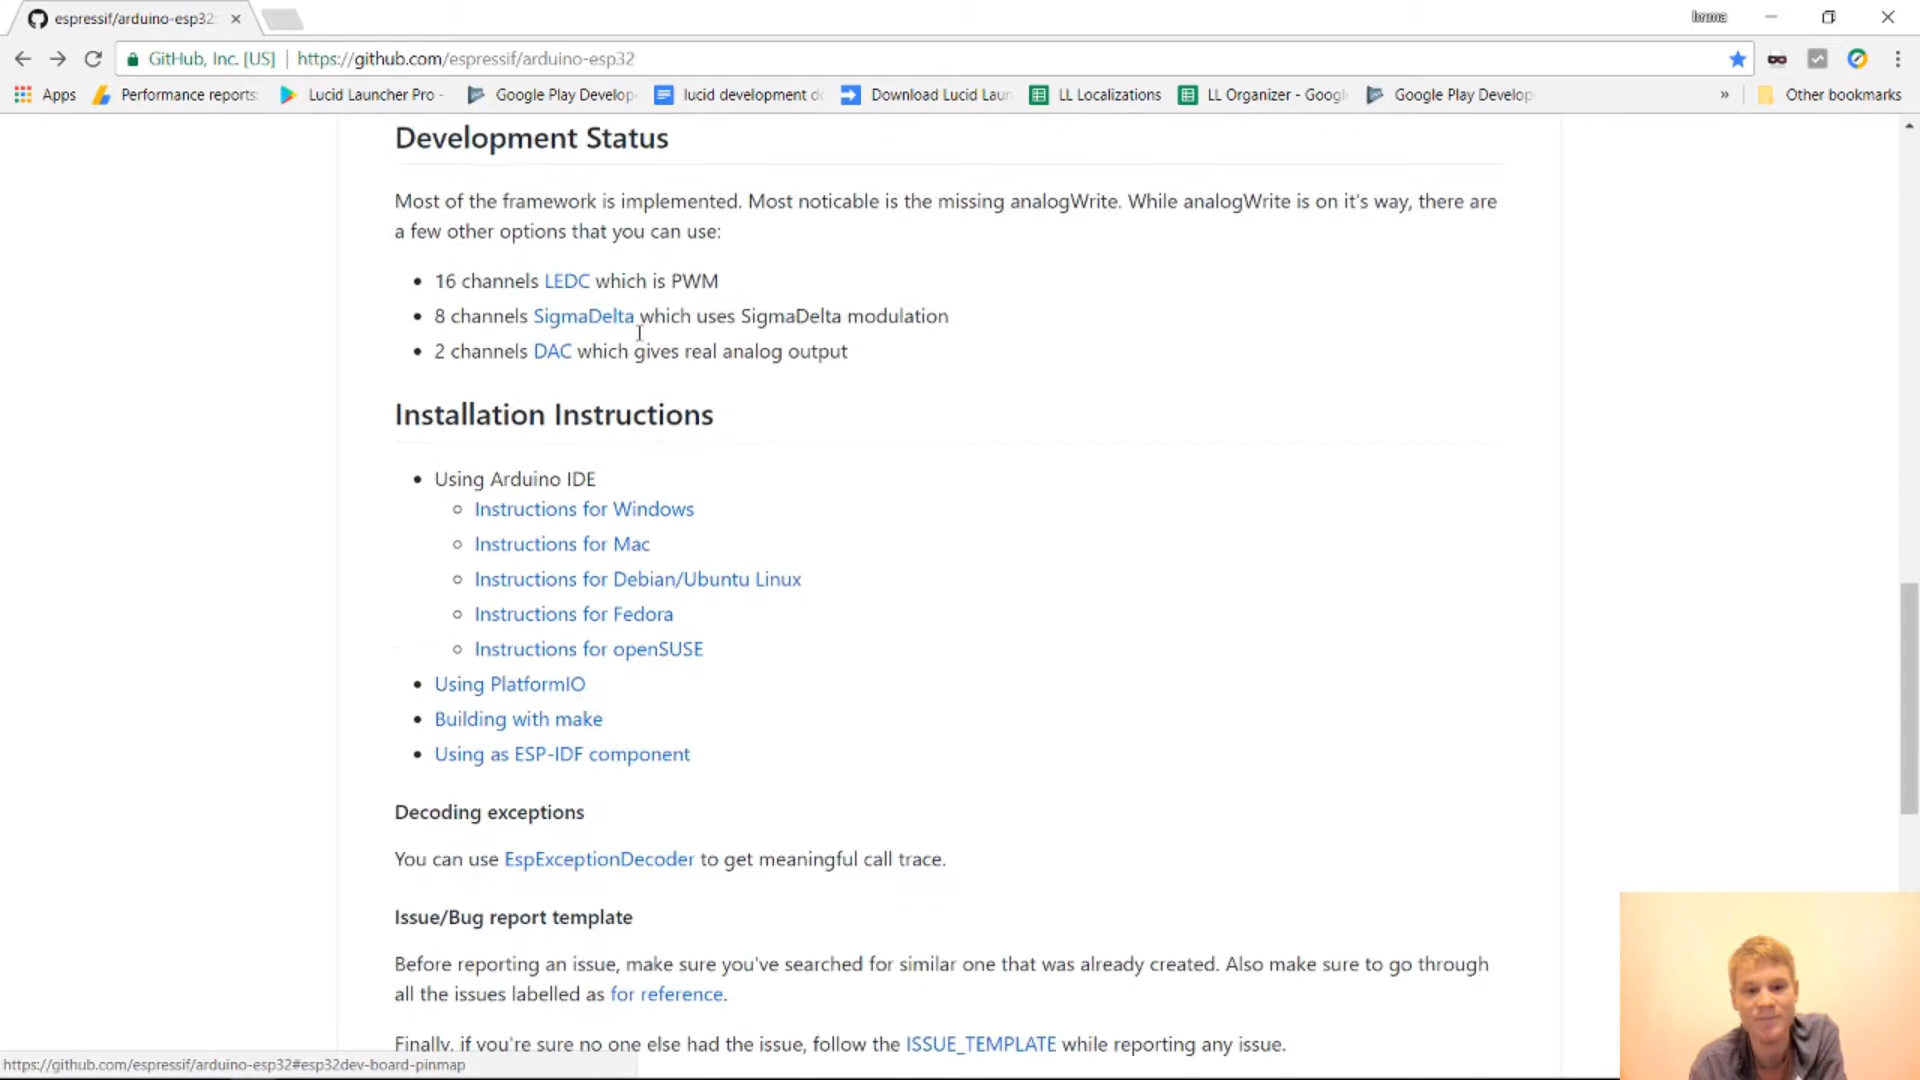 espressif/arduino-esp32:
Imma
GitHub, Inc. [US] | https://github.com/espressif/arduino-esp32
Apps Performance reports: Lucid Launcher Pro - Google Play Develop lucid development do Download Lucid Laun LL Localizations LL Organizer - Googl Google Play Develop » Other bookmarks
Development Status
Most of the framework is implemented. Most noticable is the missing analogWrite. While analogWrite is on it's way, there are
a few other options that you can use:
• 16 channels LEDC which is PWM
• 8 channels SigmaDelta which uses SigmaDelta modulation
• 2 channels DAC which gives real analog output
Installation Instructions
• Using Arduino IDE
Instructions for Windows
Instructions for Mac
Instructions for Debian/Ubuntu Linux
Instructions for Fedora
Instructions for openSUSE
• Using PlatformIO
• Building with make
• Using as ESP-IDF component
Decoding exceptions
You can use EspExceptionDecoder to get meaningful call trace.
Issue/Bug report template
Before reporting an issue, make sure you've searched for similar one that was already created. Also make sure to go through
all the issues labelled as for reference.
Finally, if you're sure no one else had the issue, follow the ISSUE_TEMPLATE while reporting any issue.
https://github.com/espressif/arduino-esp32#esp32dev-board-pinmap